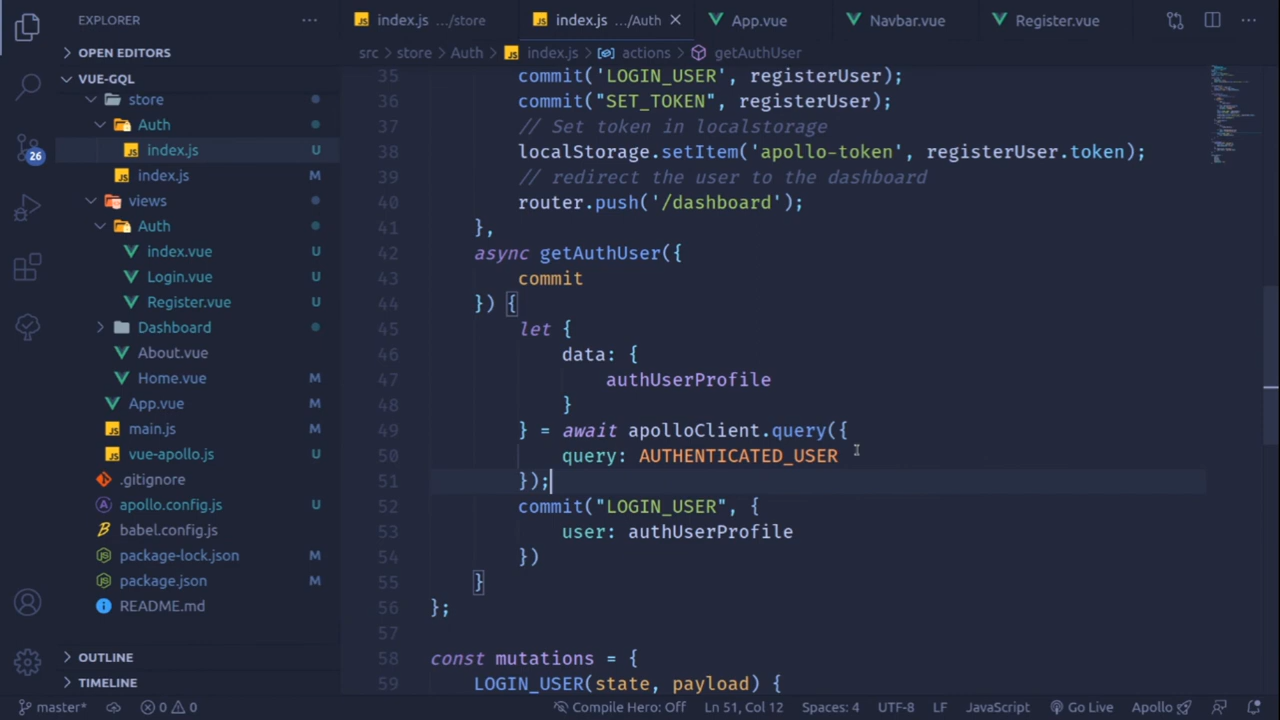 EXPLORER
index.js .../store
index.js .../Auth
App.vue
Navbar.vue
Register.vue
OPEN EDITORS
VUE-GQL
store
Auth
index.js U
index.js M
views
Auth
index.vue U
Login.vue U
Register.vue U
Dashboard
About.vue
Home.vue M
App.vue M
main.js M
vue-apollo.js U
.gitignore
apollo.config.js U
babel.config.js
package-lock.json M
package.json M
README.md
OUTLINE
TIMELINE
26
src > store > Auth > index.js > actions > getAuthUser
35 commit('LOGIN_USER', registerUser);
36 commit("SET_TOKEN", registerUser);
37 // Set token in localstorage
38 localStorage.setItem('apollo-token', registerUser.token);
39 // redirect the user to the dashboard
40 router.push('/dashboard');
41 },
42 async getAuthUser({
43 commit
44 }) {
45 let {
46 data: {
47 authUserProfile
48 }
49 } = await apolloClient.query({
50 query: AUTHENTICATED_USER
51 });
52 commit("LOGIN_USER", {
53 user: authUserProfile
54 })
55 }
56 };
57
58 const mutations = {
59 LOGIN_USER(state, payload) {
master* 0 0 Compile Hero: Off Ln 51, Col 12 Spaces: 4 UTF-8 LF JavaScript Go Live Apollo